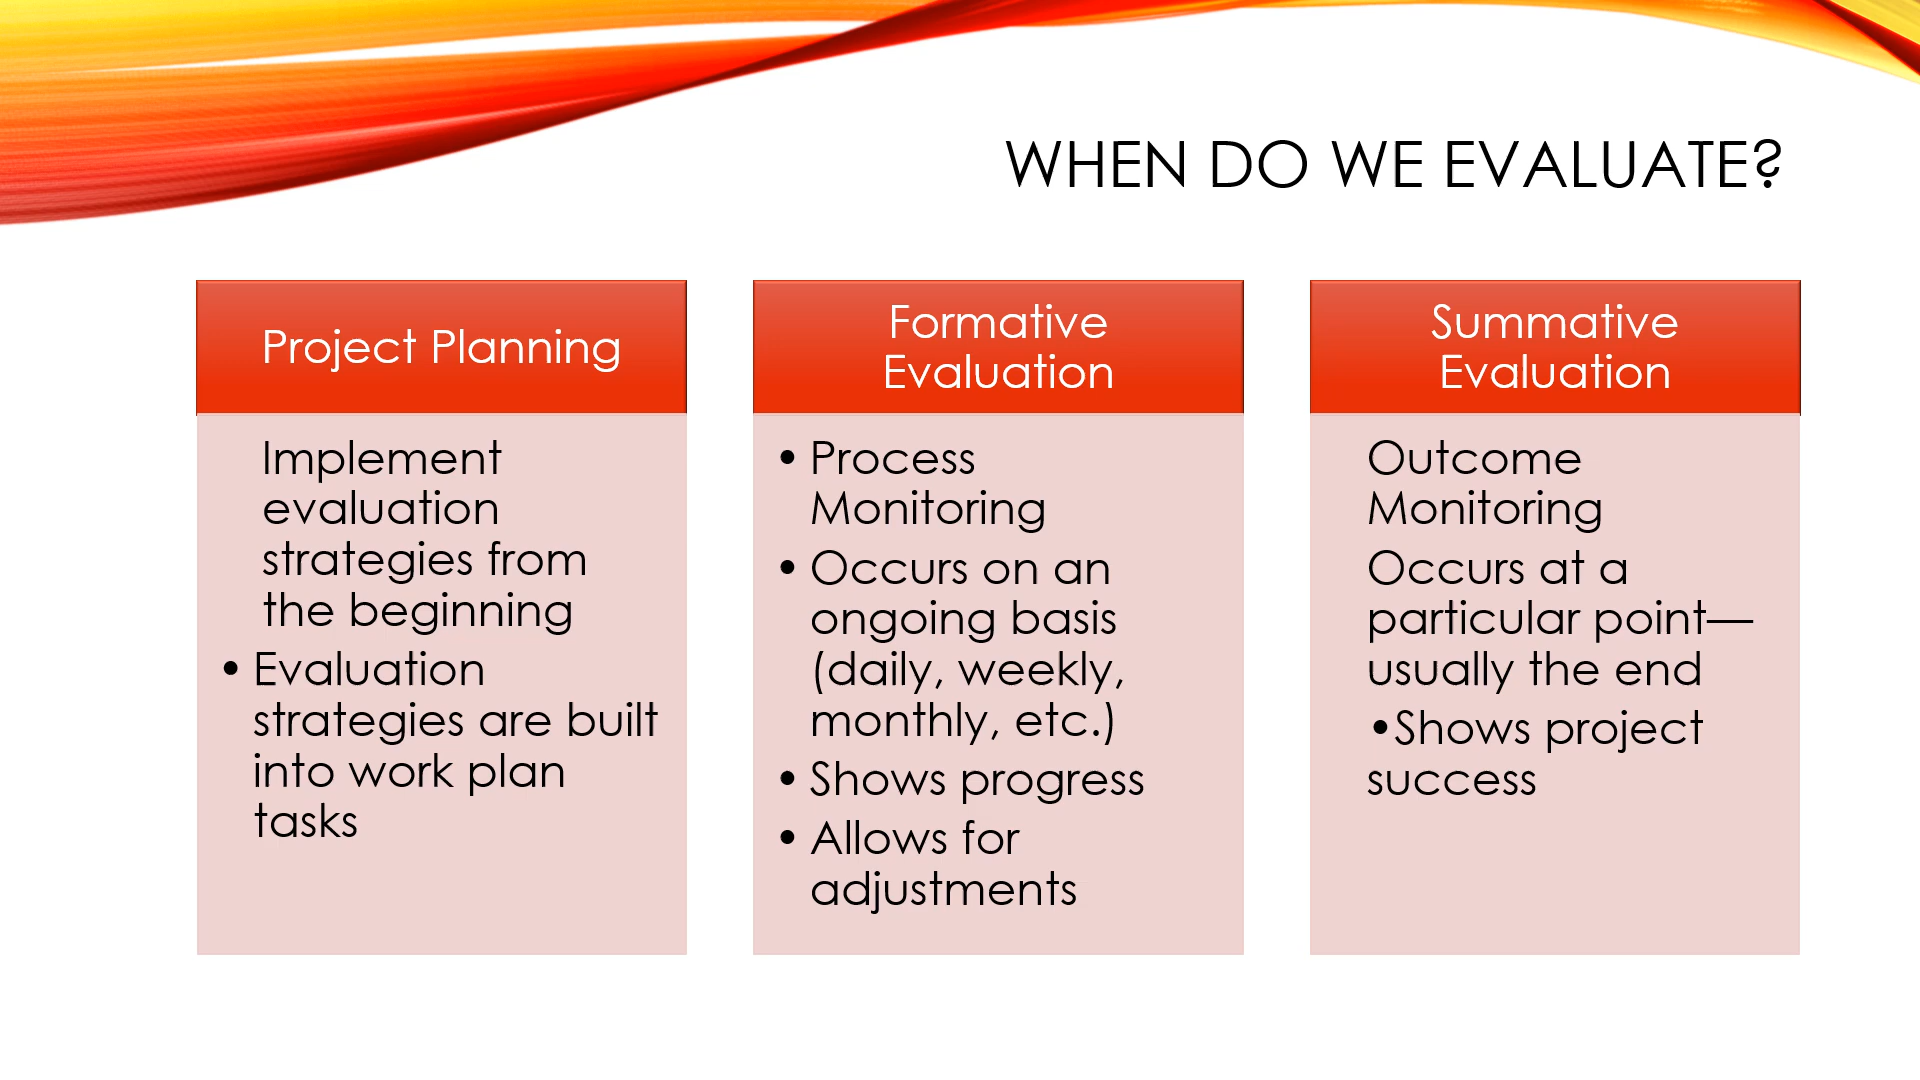 WHEN DO WE EVALUATE?
Project Planning
Implement
evaluation
strategies from
the beginning
• Evaluation
strategies are built
into work plan
tasks
Formative
Evaluation
• Process
Monitoring
• Occurs on an
ongoing basis
(daily, weekly,
monthly, etc.)
• Shows progress
• Allows for
adjustments
Summative
Evaluation
Outcome
Monitoring
Occurs at a
particular point—
usually the end
•Shows project
success